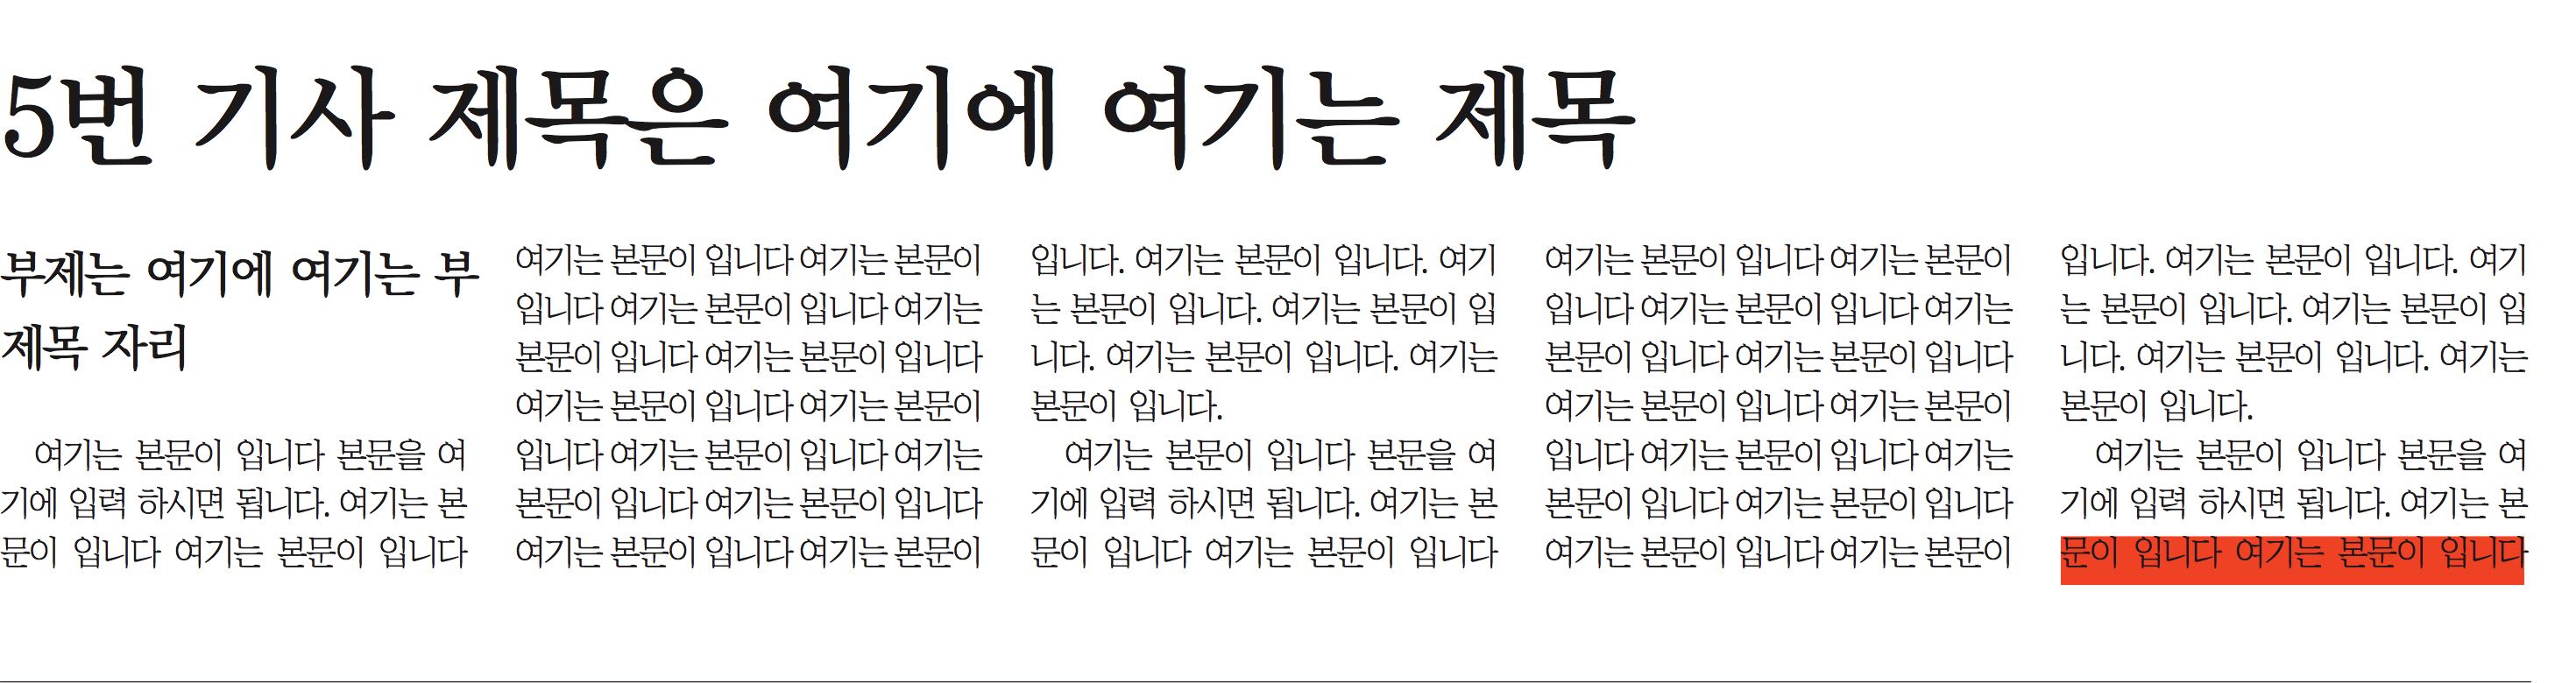 5번 기사 제목은 여기에 여기는 제목
부제는 여기에 여기는 부
제목 자리
여기는 본문이 입니다 본문을 여
기에 입력 하시면 됩니다. 여기는 본
문이 입니다 여기는 본문이 입니다
여기는 본문이 입니다 여기는 본문이
입니다 여기는 본문이 입니다 여기는
본문이 입니다 여기는 본문이 입니다
여기는 본문이 입니다 여기는 본문이
입니다 여기는 본문이 입니다 여기는
본문이 입니다 여기는 본문이 입니다
여기는 본문이 입니다 여기는 본문이
입니다. 여기는 본문이 입니다. 여기
는 본문이 입니다. 여기는 본문이 입
니다. 여기는 본문이 입니다. 여기는
본문이 입니다.
여기는 본문이 입니다 본문을 여
기에 입력 하시면 됩니다. 여기는 본
문이 입니다 여기는 본문이 입니다
여기는 본문이 입니다 여기는 본문이
입니다 여기는 본문이 입니다 여기는
본문이 입니다 여기는 본문이 입니다
여기는 본문이 입니다 여기는 본문이
입니다 여기는 본문이 입니다 여기는
본문이 입니다 여기는 본문이 입니다
여기는 본문이 입니다 여기는 본문이
입니다. 여기는 본문이 입니다. 여기
는 본문이 입니다. 여기는 본문이 입
니다. 여기는 본문이 입니다. 여기는
본문이 입니다.
여기는 본문이 입니다 본문을 여
기에 입력 하시면 됩니다. 여기는 본
문이 입니다 여기는 본문이 입니다